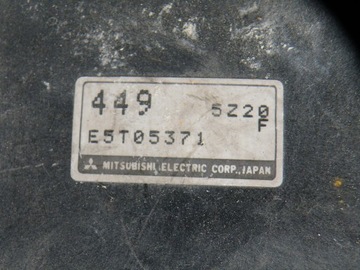 449 5Z20
F
E5T05371
MITSUBISHI ELECTRIC CORP., JAPAN